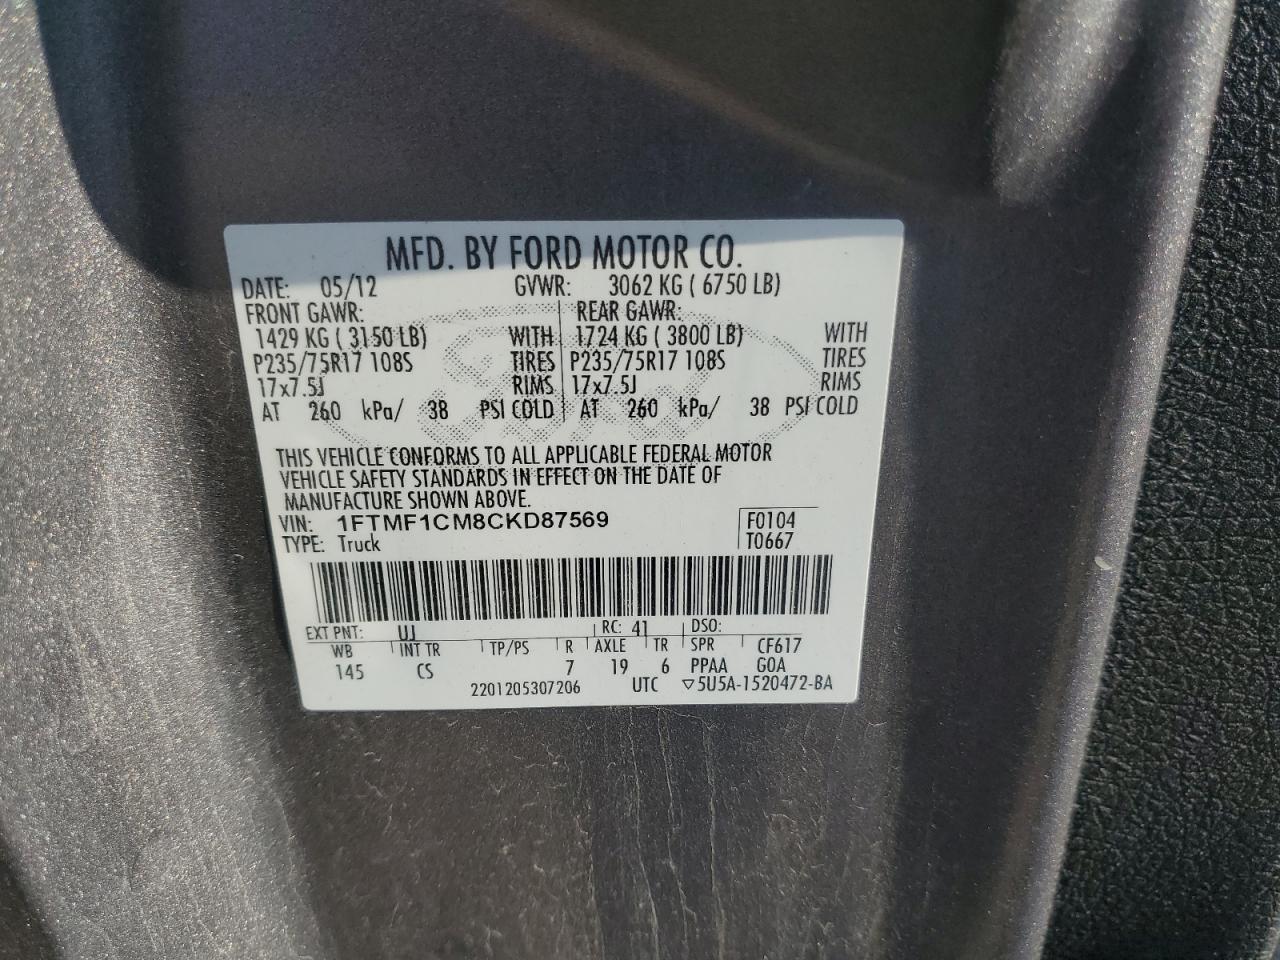 MFD. BY FORD MOTOR CO.
DATE: 05/12 GVWR: 3062 KG ( 6750 LB)
FRONT GAWR: REAR GAWR:
1429 KG ( 3150 LB) WITH 1724 KG ( 3800 LB) WITH
P235/75R17 108S TIRES P235/75R17 108S TIRES
17x7.5J RIMS 17x7.5J RIMS
AT 260 kPa/ 38 PSI COLD AT 260 kPa/ 38 PSI COLD
THIS VEHICLE CONFORMS TO ALL APPLICABLE FEDERAL MOTOR
VEHICLE SAFETY STANDARDS IN EFFECT ON THE DATE OF
MANUFACTURE SHOWN ABOVE.
VIN: 1FTMF1CM8CKD87569 F0104
TYPE: Truck T0667
EXT PNT: UJ RC: 41 DSO:
WB INT TR TP/PS R AXLE TR SPR CF617
145 CS 7 19 6 PPAA GOA
2201205307206 UTC ▽5U5A-1520472-BA